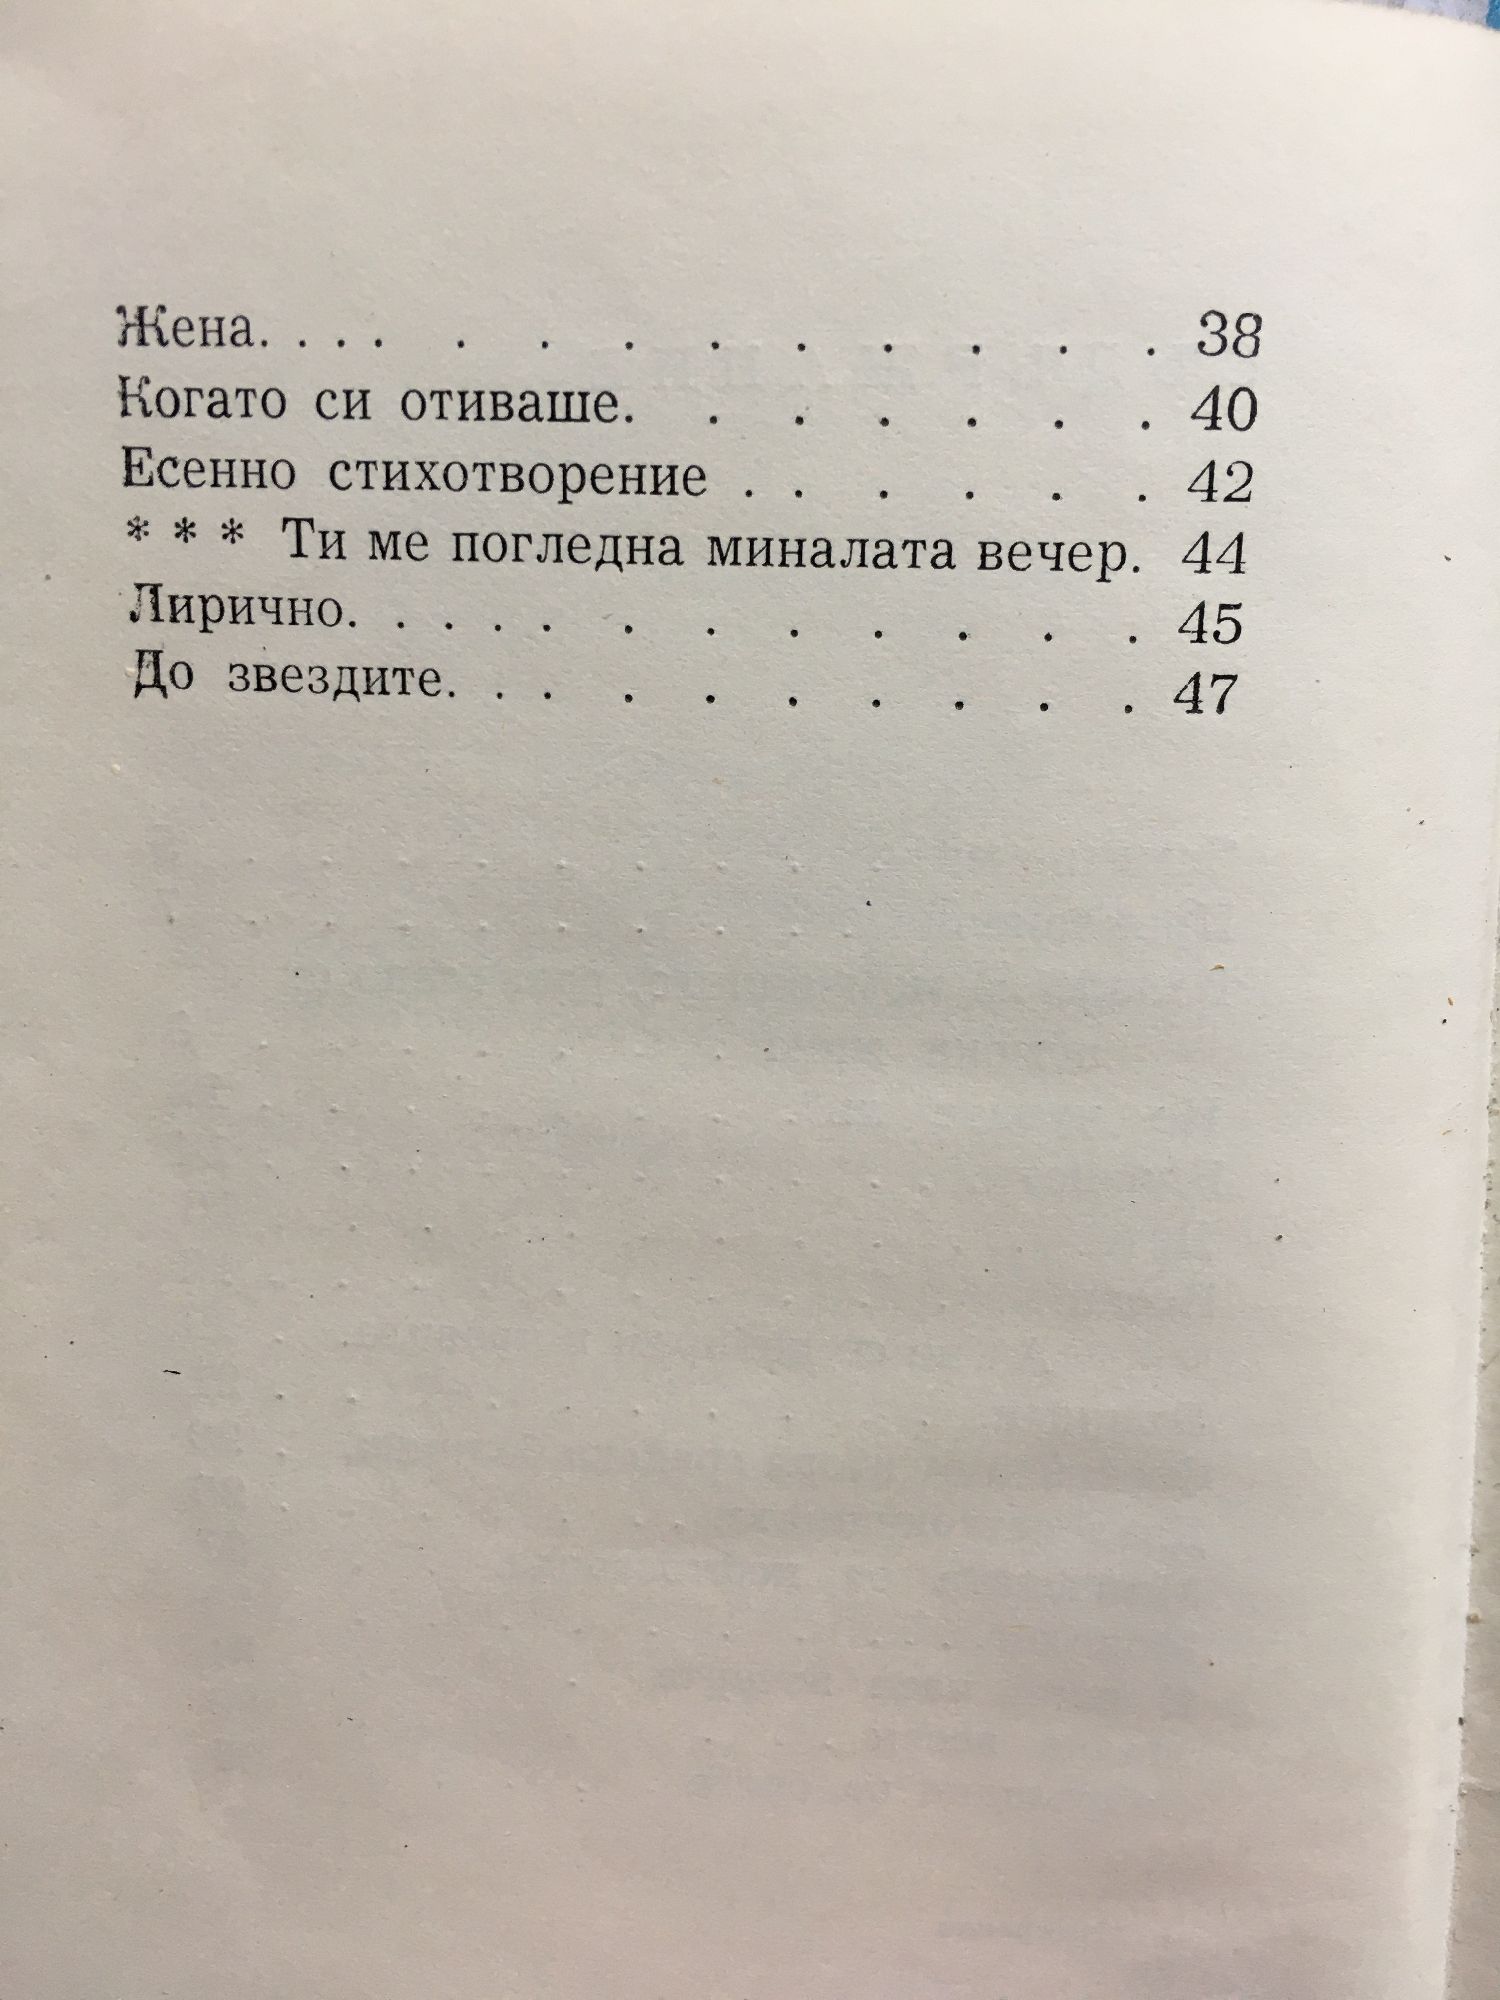 Жена. . . . . . . . . . . . . . 38
Когато си отиваше. . . . . . . 40
Есенно стихотворение . . . . . . 42
* * * Ти ме погледна миналата вечер. 44
Лирично. . . . . . . . . . . . . 45
До звездите. . . . . . . . . . 47